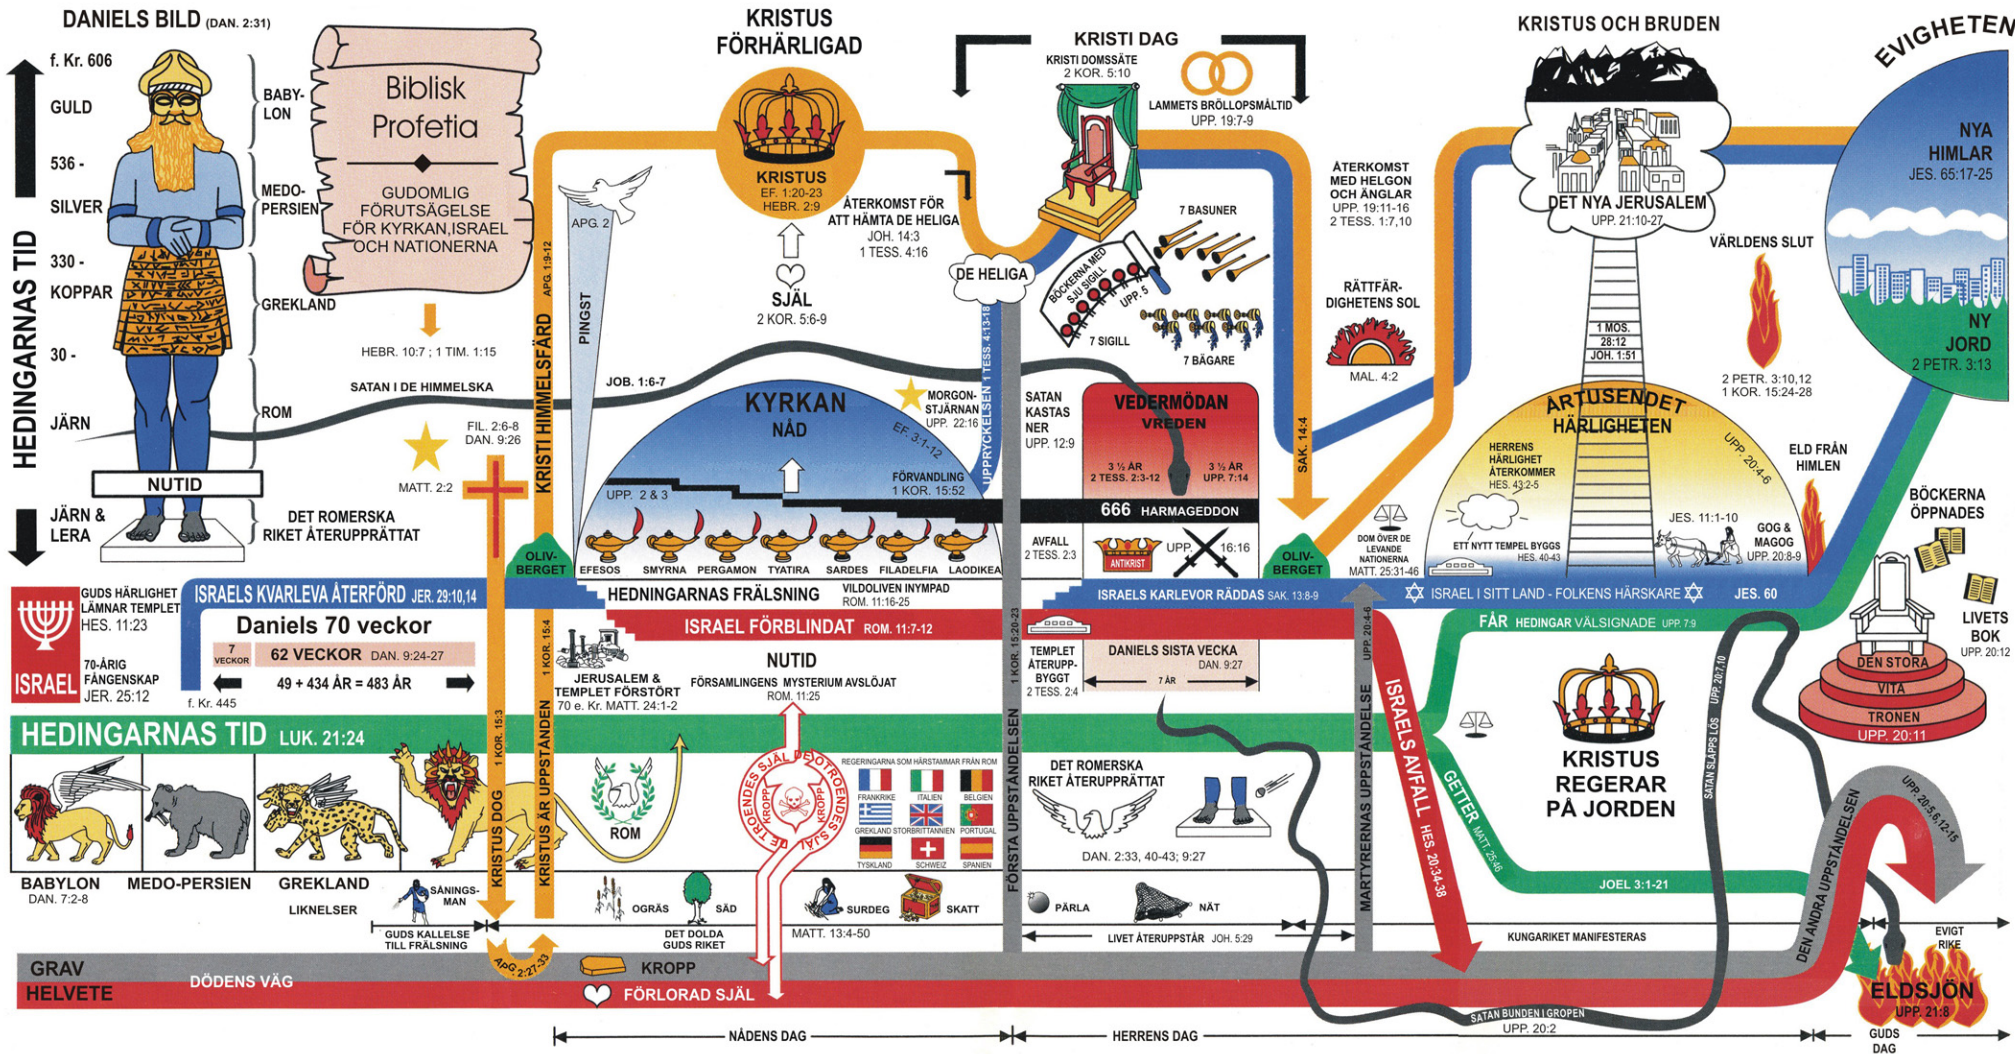 DANIELS BILD (DAN. 2:31)
HEDINGARNAS TID
f. Kr. 606
GULD
536 -
SILVER
330 -
KOPPAR
30 -
JÄRN
JÄRN &
LERA
NUTID
BABY-
LON
MEDO-
PERSIEN
GREKLAND
ROM
DET ROMERSKA
RIKET ÅTERUPPRÄTTAT
Biblisk
Profetia
GUDOMLIG
FÖRUTSÄGELSE
FÖR KYRKAN,ISRAEL
OCH NATIONERNA
HEBR. 10:7 ; 1 TIM. 1:15
SATAN I DE HIMMELSKA
MATT. 2:2
FIL. 2:6-8
DAN. 9:26
KRISTI HIMMELSFÄRD APG. 1:9-12
APG. 2
PINGST
JOB. 1:6-7
KRISTUS
FÖRHÄRLIGAD
KRISTUS
EF. 1:20-23
HEBR. 2:9
SJÄL
2 KOR. 5:6-9
ÅTERKOMST FÖR
ATT HÄMTA DE HELIGA
JOH. 14:3
1 TESS. 4:16
DE HELIGA
UPPRYCKELSEN 1 TESS. 4:13-18
KYRKAN
NÅD
EF. 3:1-12
MORGON-
STJÄRNAN
UPP. 22:16
FÖRVANDLING
1 KOR. 15:52
UPP. 2 & 3
EFESOS
SMYRNA
PERGAMON
TYATIRA
SARDES
FILADELFIA
LAODIKEA
KRISTI DAG
KRISTI DOMSSÄTE
2 KOR. 5:10
LAMMETS BRÖLLOPSMÅLTID
UPP. 19:7-9
BÖCKERNA MED
SJU SIGILL
UPP. 5
7 SIGILL
7 BASUNER
7 BÄGARE
SATAN
KASTAS
NER
UPP. 12:9
VEDERMÖDAN
VREDEN
3 ½ ÅR
2 TESS. 2:3-12
3 ½ ÅR
UPP. 7:14
666 HARMAGEDDON
AVFALL
2 TESS. 2:3
ANTIKRIST
UPP. 16:16
SAK. 14:4
ÅTERKOMST
MED HELGON
OCH ÄNGLAR
UPP. 19:11-16
2 TESS. 1:7,10
RÄTTFÄR-
DIGHETENS SOL
MAL. 4:2
KRISTUS OCH BRUDEN
DET NYA JERUSALEM
UPP. 21:10-27
1 MOS.
28:12
JOH. 1:51
VÄRLDENS SLUT
2 PETR. 3:10,12
1 KOR. 15:24-28
EVIGHETEN
NYA
HIMLAR
JES. 65:17-25
NY
JORD
2 PETR. 3:13
ÅRTUSENDET
HÄRLIGHETEN
UPP. 20:4-6
HERRENS
HÄRLIGHET
ÅTERKOMMER
HES. 43:2-5
ETT NYTT TEMPEL BYGGS
HES. 40-43
JES. 11:1-10
ELD FRÅN
HIMLEN
GOG &
MAGOG
UPP. 20:8-9
DOM ÖVER DE
LEVANDE
NATIONERNA
MATT. 25:31-46
BÖCKERNA
ÖPPNADES
LIVETS
BOK
UPP. 20:12
DEN STORA
VITA
TRONEN
UPP. 20:11
OLIV-
BERGET
OLIV-
BERGET
ISRAEL
GUDS HÄRLIGHET
LÄMNAR TEMPLET
HES. 11:23
70-ÅRIG
FÅNGENSKAP
JER. 25:12
ISRAELS KVARLEVA ÅTERFÖRD JER. 29:10,14
Daniels 70 veckor
7
VECKOR
62 VECKOR DAN. 9:24-27
49 + 434 ÅR = 483 ÅR
f. Kr. 445
HEDNINGARNAS FRÄLSNING
VILDOLIVEN INYMPAD
ROM. 11:16-25
ISRAEL FÖRBLINDAT ROM. 11:7-12
ISRAELS KARLEVOR RÄDDAS SAK. 13:8-9
ISRAEL I SITT LAND - FOLKENS HÄRSKARE
JES. 60
FÅR HEDINGAR VÄLSIGNADE UPP. 7:9
JERUSALEM &
TEMPLET FÖRSTÖRT
70 e. Kr. MATT. 24:1-2
NUTID
FÖRSAMLINGENS MYSTERIUM AVSLÖJAT
ROM. 11:25
TEMPLET
ÅTERUPP-
BYGGT
2 TESS. 2:4
DANIELS SISTA VECKA
DAN. 9:27
7 ÅR
HEDINGARNAS TID LUK. 21:24
BABYLON
DAN. 7:2-8
MEDO-PERSIEN
GREKLAND
LIKNELSER
KRISTUS DOG 1 KOR. 15:3
KRISTUS ÄR UPPSTÅNDEN 1 KOR. 15:4
ROM
DE TROENDES SJÄL
KROPP
DE OTROENDES SJÄL
KROPP
REGERINGARNA SOM HÄRSTAMMAR FRÅN ROM
FRANKRIKE
ITALIEN
BELGIEN
GREKLAND
STORBRITTANNIEN
PORTUGAL
TYSKLAND
SCHWEIZ
SPANIEN
FÖRSTA UPPSTÅNDELSEN 1 KOR. 15:20-23
DET ROMERSKA
RIKET ÅTERUPPRÄTTAT
DAN. 2:33, 40-43; 9:27
MARTYRERNAS UPPSTÅNDELSE UPP. 20:4-6
ISRAELS AVFALL HES. 20:34-38
GETTER MATT. 25:46
JOEL 3:1-21
KRISTUS
REGERAR
PÅ JORDEN
SATAN SLÄPPS LÖS UPP. 20:7,10
DEN ANDRA UPPSTÅNDELSEN UPP. 20:5,6,12-15
SÅNINGS-
MAN
GUDS KALLELSE
TILL FRÄLSNING
OGRÄS
SÄD
DET DOLDA
GUDS RIKET
SURDEG
SKATT
MATT. 13:4-50
PÄRLA
NÄT
LIVET ÅTERUPPSTÅR JOH. 5:29
KUNGARIKET MANIFESTERAS
EVIGT
RIKE
APG. 2:27-33
GRAV
HELVETE
DÖDENS VÄG
KROPP
FÖRLORAD SJÄL
SATAN BUNDEN I GROPEN
UPP. 20:2
ELDSJÖN
UPP. 21:8
NÅDENS DAG
HERRENS DAG
GUDS
DAG